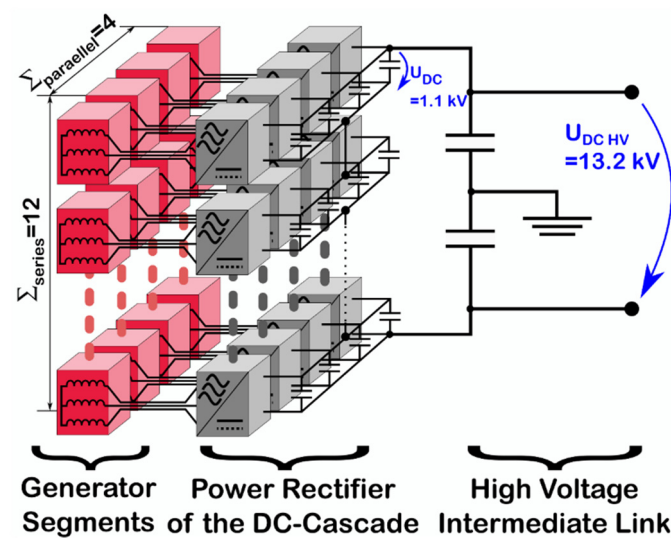 Σparaellel=4
UDC
=1.1 kV
UDC HV
=13.2 kV
Σseries=12
Generator
Segments
Power Rectifier
of the DC-Cascade
High Voltage
Intermediate Link